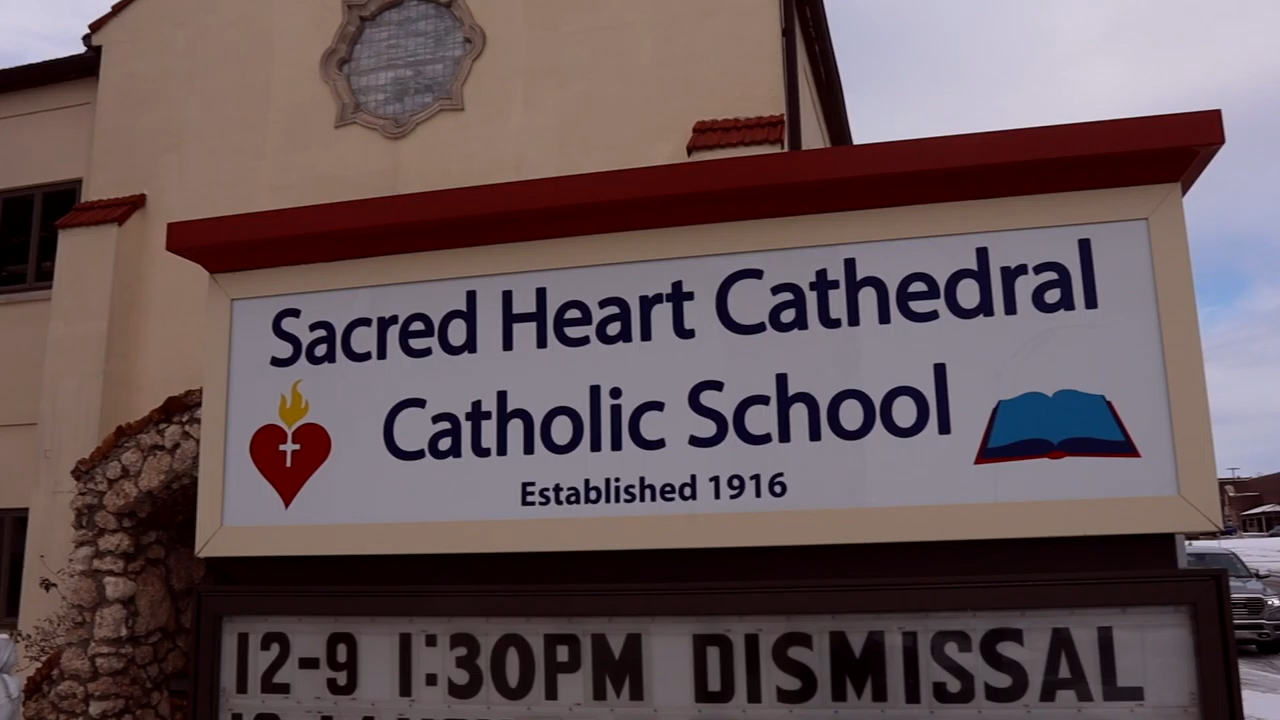 Sacred Heart Cathedral
Catholic School
Established 1916
12-9 1:30PM DISMISSAL